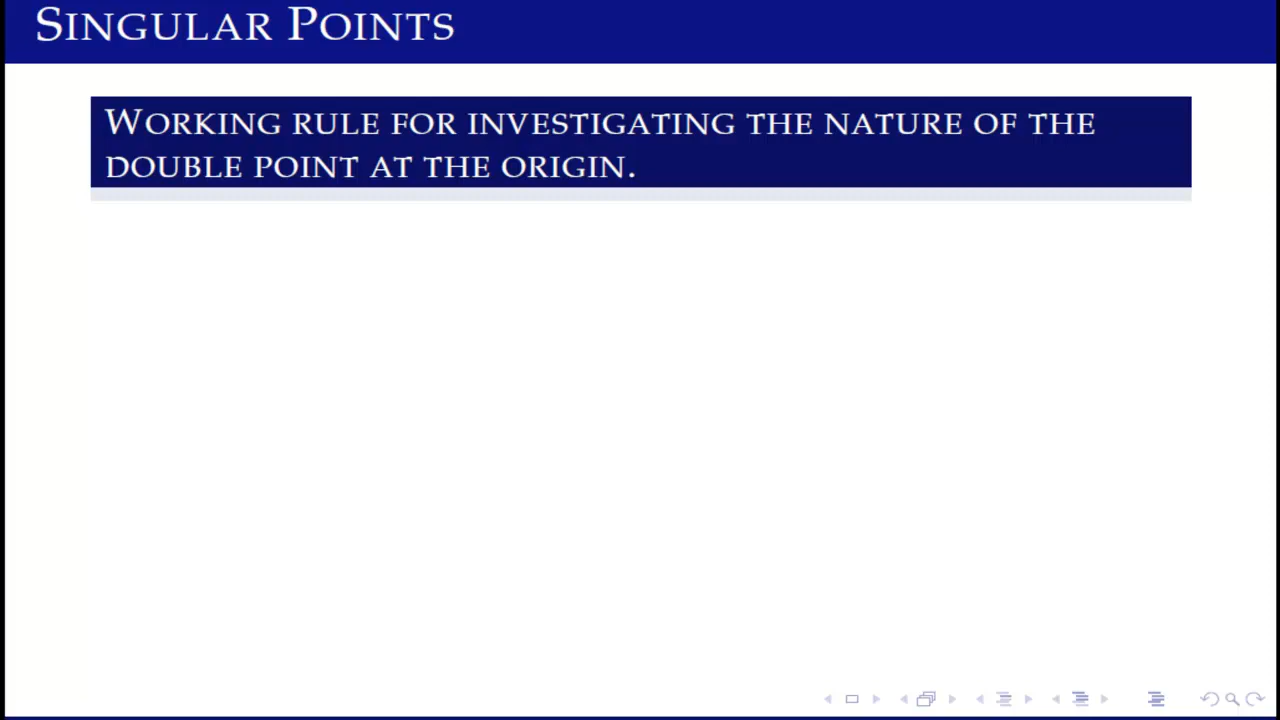 SINGULAR POINTS
WORKING RULE FOR INVESTIGATING THE NATURE OF THE
DOUBLE POINT AT THE ORIGIN.